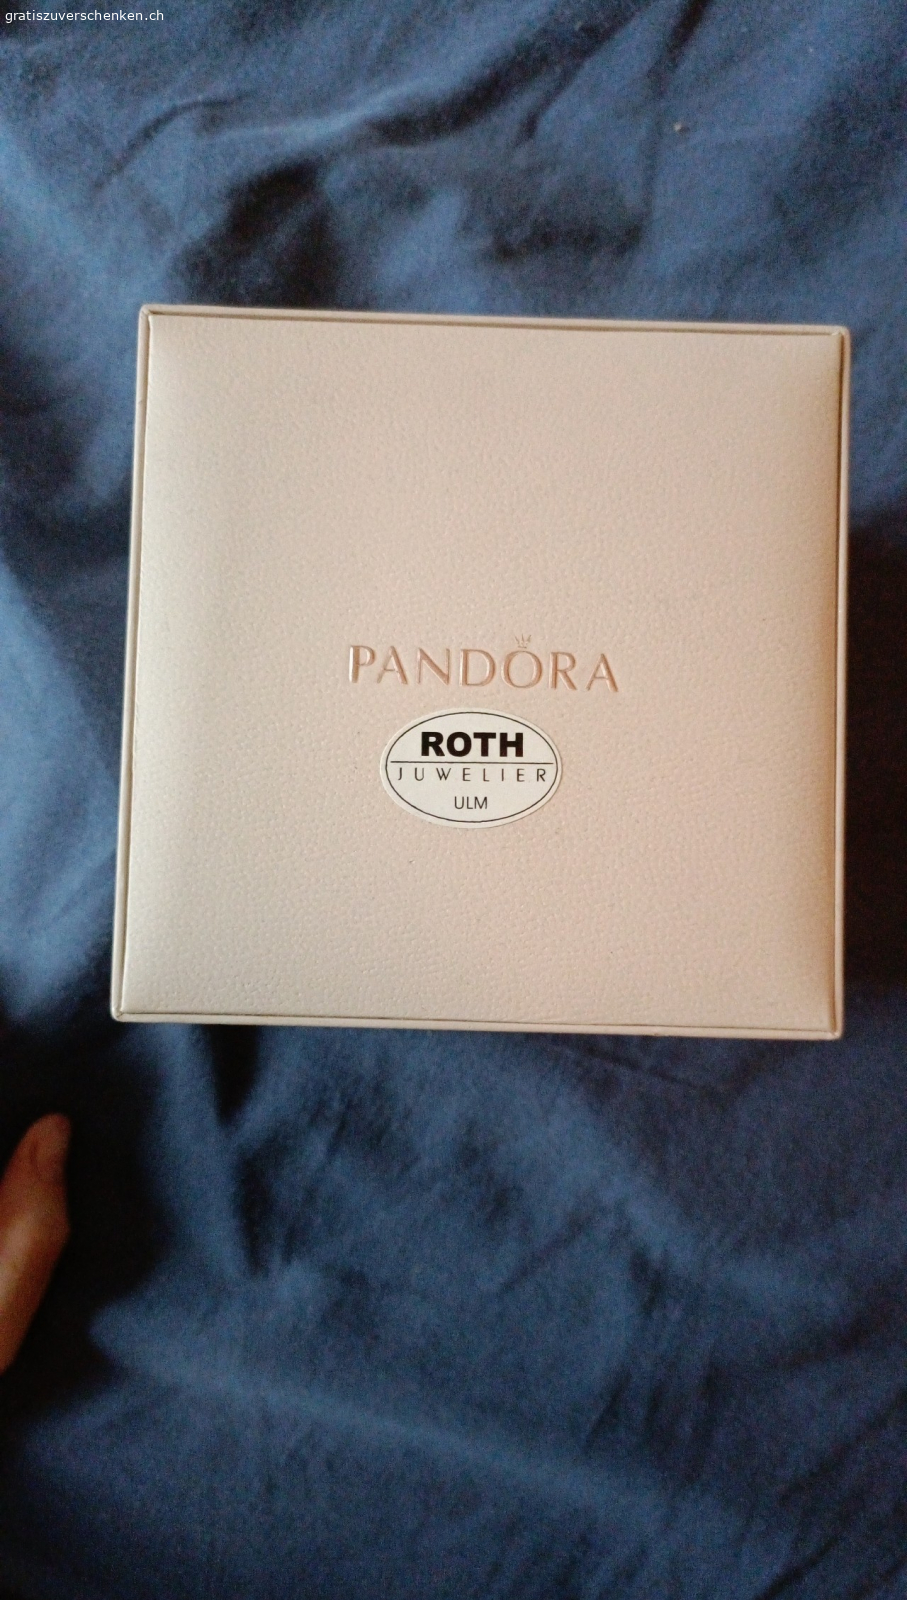 gratiszuverschenken.ch
PANDORA
ROTH
JUWELIER
ULM